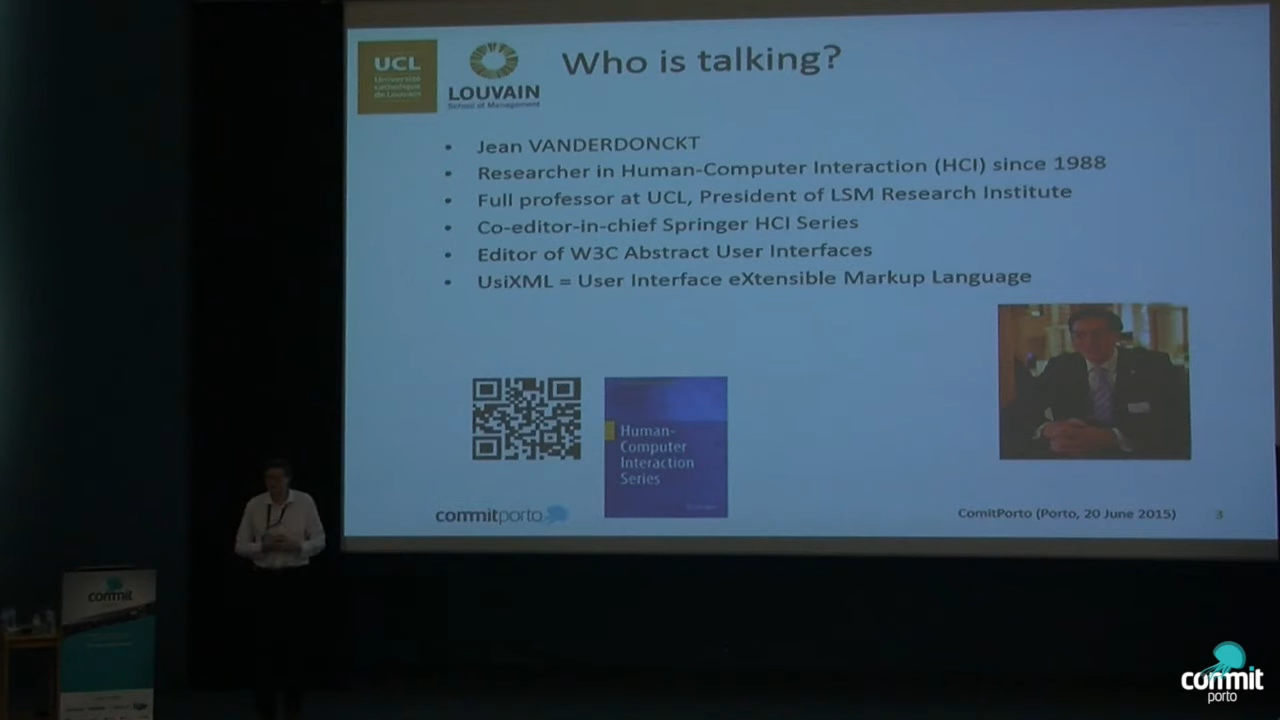 UCL
Université
catholique
de Louvain
LOUVAIN
School of Management
Who is talking?
• Jean VANDERDONCKT
• Researcher in Human-Computer Interaction (HCI) since 1988
• Full professor at UCL, President of LSM Research Institute
• Co-editor-in-chief Springer HCI Series
• Editor of W3C Abstract User Interfaces
• UsiXML = User Interface eXtensible Markup Language
Human-
Computer
Interaction
Series
commitporto
ComitPorto (Porto, 20 June 2015)
3
commit
commit
porto